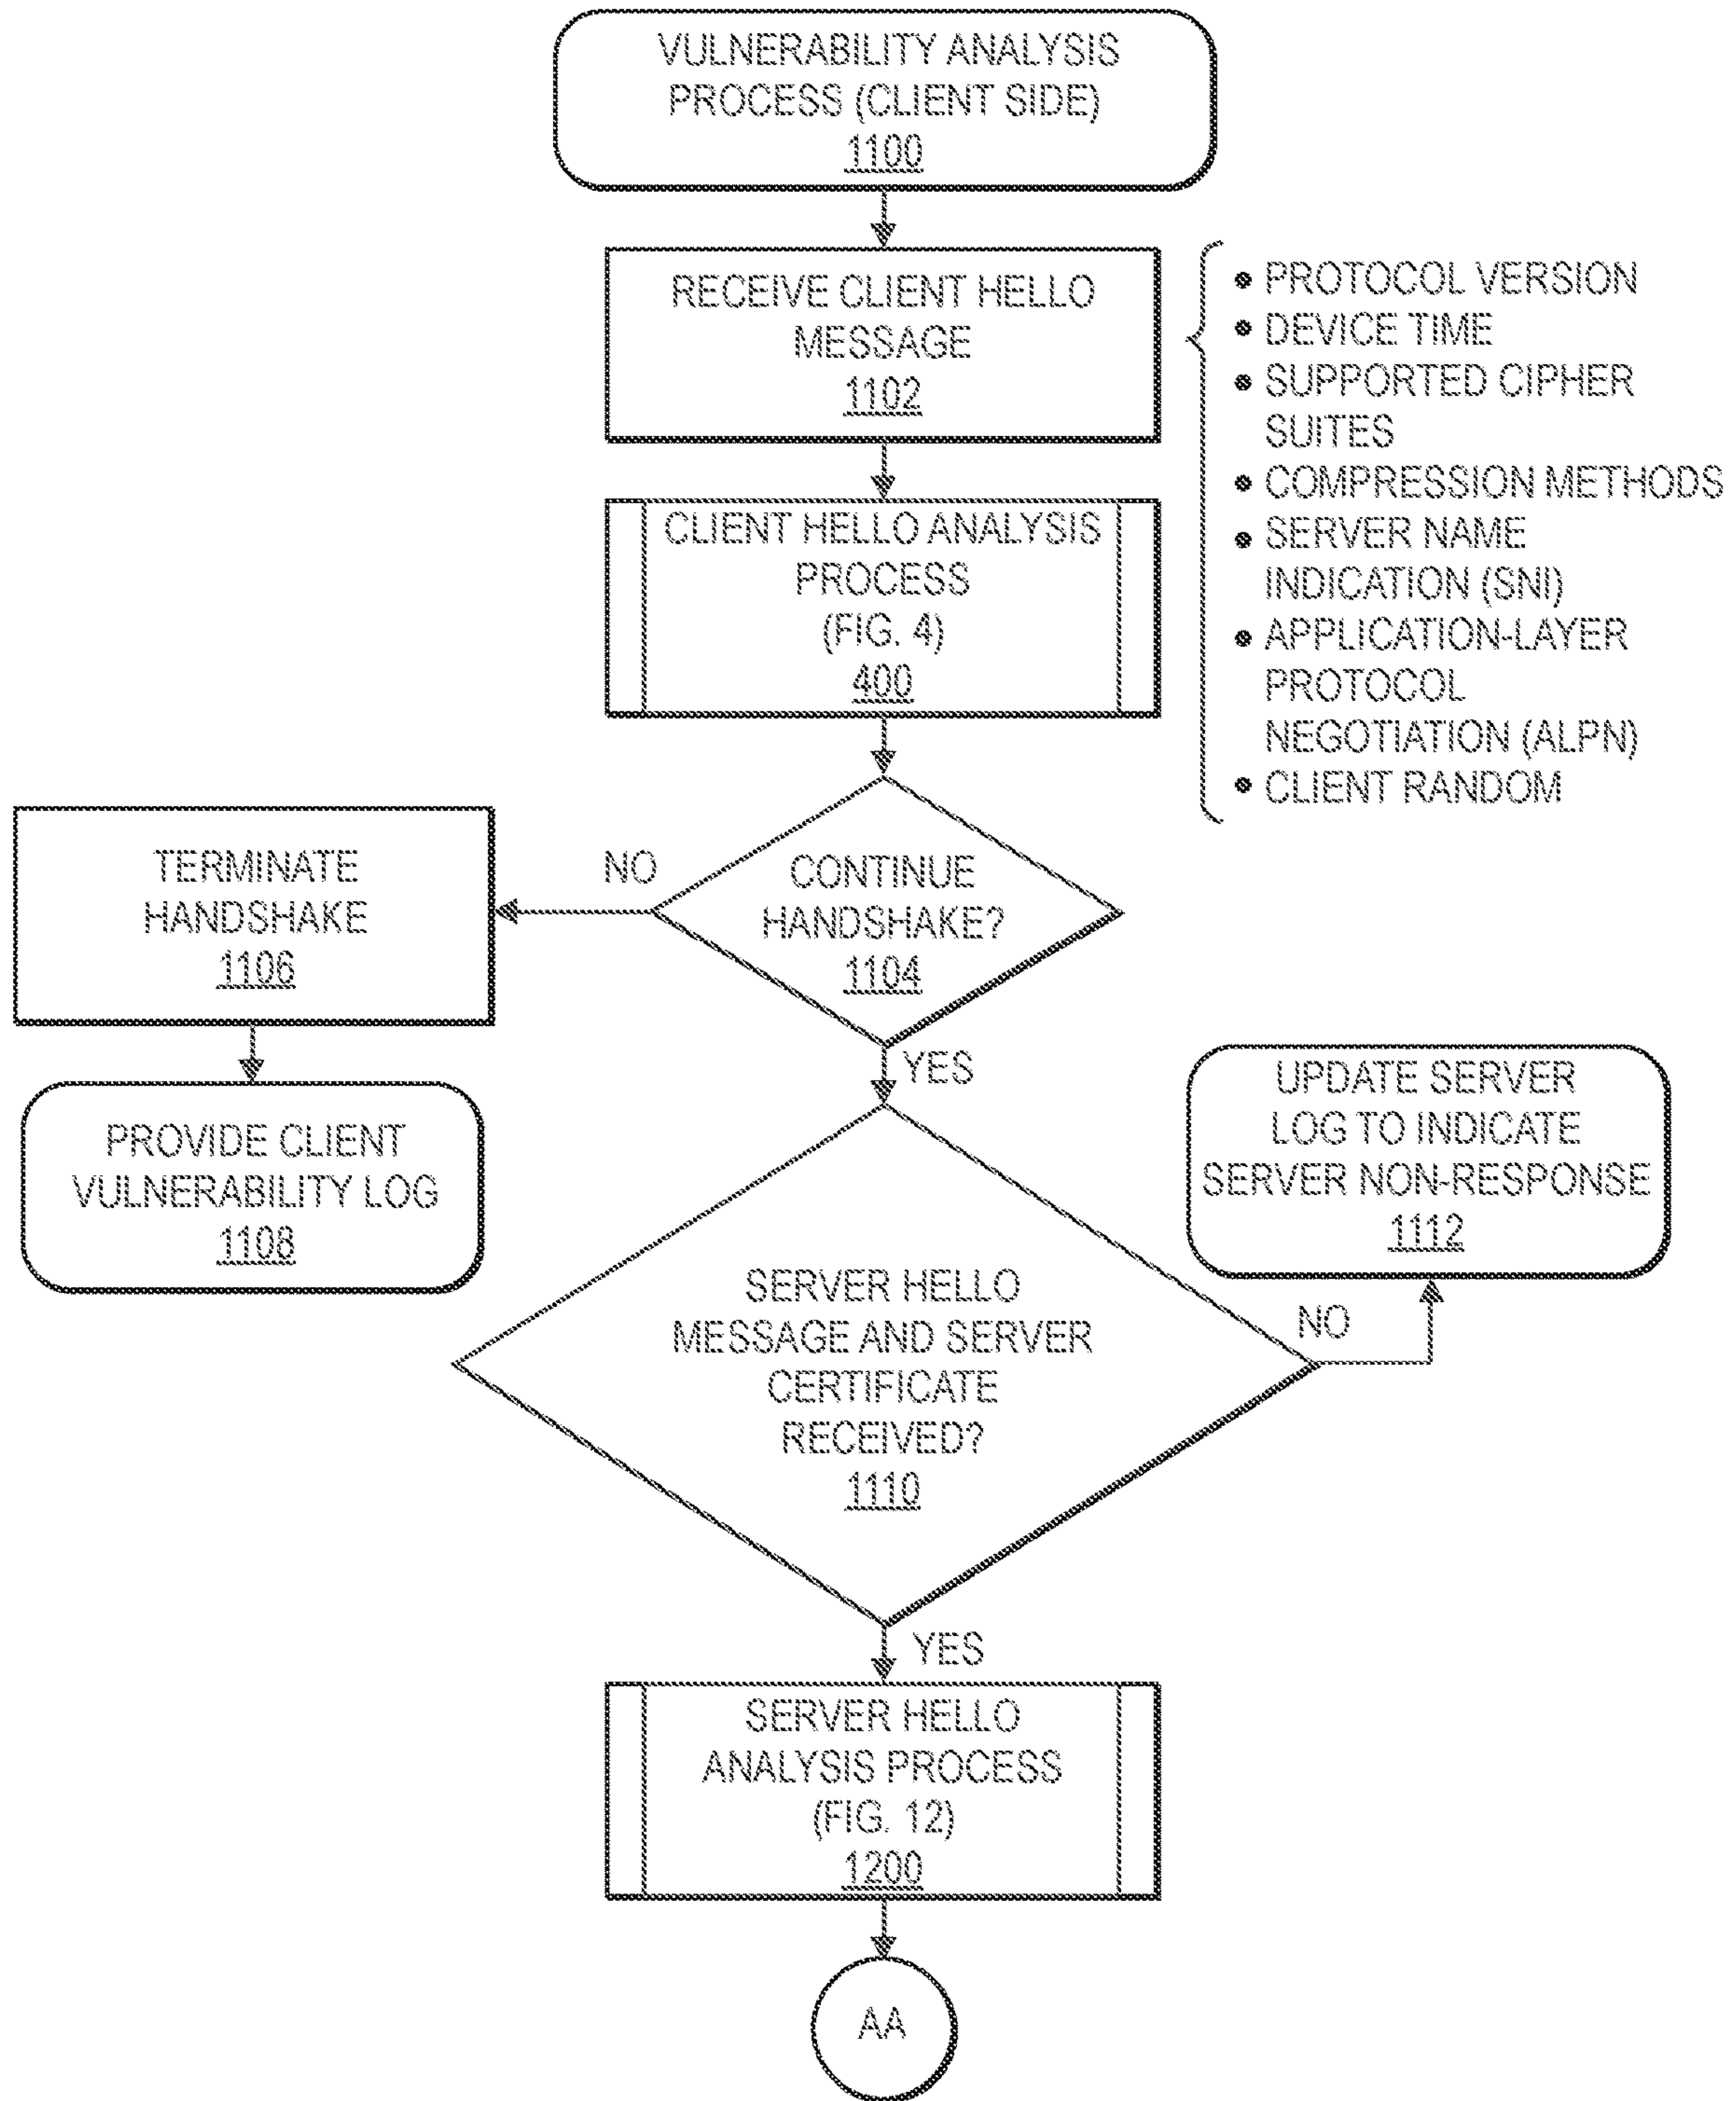 VULNERABILITY ANALYSIS
PROCESS (CLIENT SIDE)
1100
RECEIVE CLIENT HELLO
MESSAGE
1102
• PROTOCOL VERSION
• DEVICE TIME
• SUPPORTED CIPHER
SUITES
• COMPRESSION METHODS
• SERVER NAME
INDICATION (SNI)
• APPLICATION-LAYER
PROTOCOL
NEGOTIATION (ALPN)
• CLIENT RANDOM
CLIENT HELLO ANALYSIS
PROCESS
(FIG. 4)
400
CONTINUE
HANDSHAKE?
1104
NO
TERMINATE
HANDSHAKE
1106
PROVIDE CLIENT
VULNERABILITY LOG
1108
YES
SERVER HELLO
MESSAGE AND SERVER
CERTIFICATE
RECEIVED?
1110
NO
UPDATE SERVER
LOG TO INDICATE
SERVER NON-RESPONSE
1112
YES
SERVER HELLO
ANALYSIS PROCESS
(FIG. 12)
1200
AA